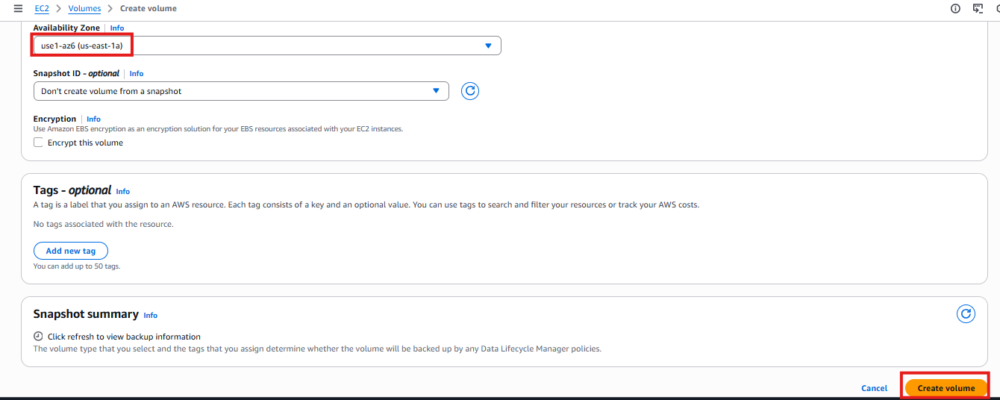 EC2 > Volumes > Create volume
Availability Zone | Info
use1-az6 (us-east-1a)
Snapshot ID - optional | Info
Don't create volume from a snapshot
Encryption | Info
Use Amazon EBS encryption as an encryption solution for your EBS resources associated with your EC2 instances.
Encrypt this volume
Tags - optional Info
A tag is a label that you assign to an AWS resource. Each tag consists of a key and an optional value. You can use tags to search and filter your resources or track your AWS costs.
No tags associated with the resource.
Add new tag
You can add up to 50 tags.
Snapshot summary Info
Click refresh to view backup information
The volume type that you select and the tags that you assign determine whether the volume will be backed up by any Data Lifecycle Manager policies.
Cancel Create volume